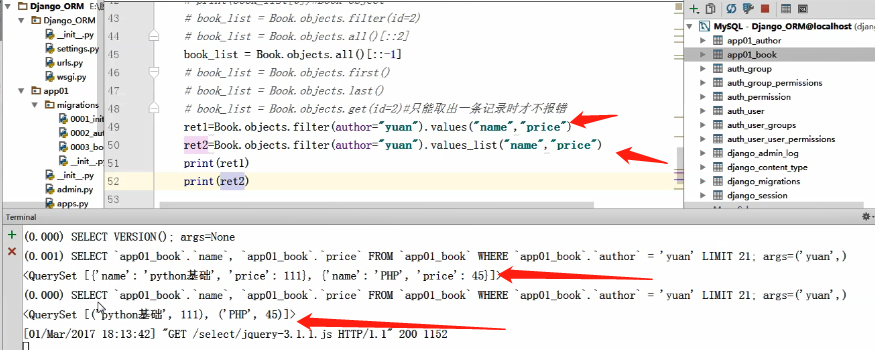 Django_ORM E:\
Django_ORM
__init__.py
settings.py
urls.py
wsgi.py
app01
migrations
0001_init
0002_aut
0003_bo
__init__.py
__init__.py
admin.py
apps.py
43 # book_list = Book.objects.filter(id=2)
44 # book_list = Book.objects.all()[::2]
45 book_list = Book.objects.all()[::-1]
46 # book_list = Book.objects.first()
47 # book_list = Book.objects.last()
48 # book_list = Book.objects.get(id=2)#只能取出一条记录时才不报错
49 ret1=Book.objects.filter(author="yuan").values("name","price")
50 ret2=Book.objects.filter(author="yuan").values_list("name","price")
51 print(ret1)
52 print(ret2)
53
MySQL - Django_ORM@localhost (djang
app01_author
app01_book
auth_group
auth_group_permissions
auth_permission
auth_user
auth_user_groups
auth_user_user_permissions
django_admin_log
django_content_type
django_migrations
django_session
Terminal
(0.000) SELECT VERSION(); args=None
(0.001) SELECT `app01_book`.`name`, `app01_book`.`price` FROM `app01_book` WHERE `app01_book`.`author` = 'yuan' LIMIT 21; args=('yuan',)
<QuerySet [{'name': 'python基础', 'price': 111}, {'name': 'PHP', 'price': 45}]>
(0.000) SELECT `app01_book`.`name`, `app01_book`.`price` FROM `app01_book` WHERE `app01_book`.`author` = 'yuan' LIMIT 21; args=('yuan',)
<QuerySet [('python基础', 111), ('PHP', 45)]>
[01/Mar/2017 18:13:42] "GET /select/jquery-3.1.1.js HTTP/1.1" 200 1152